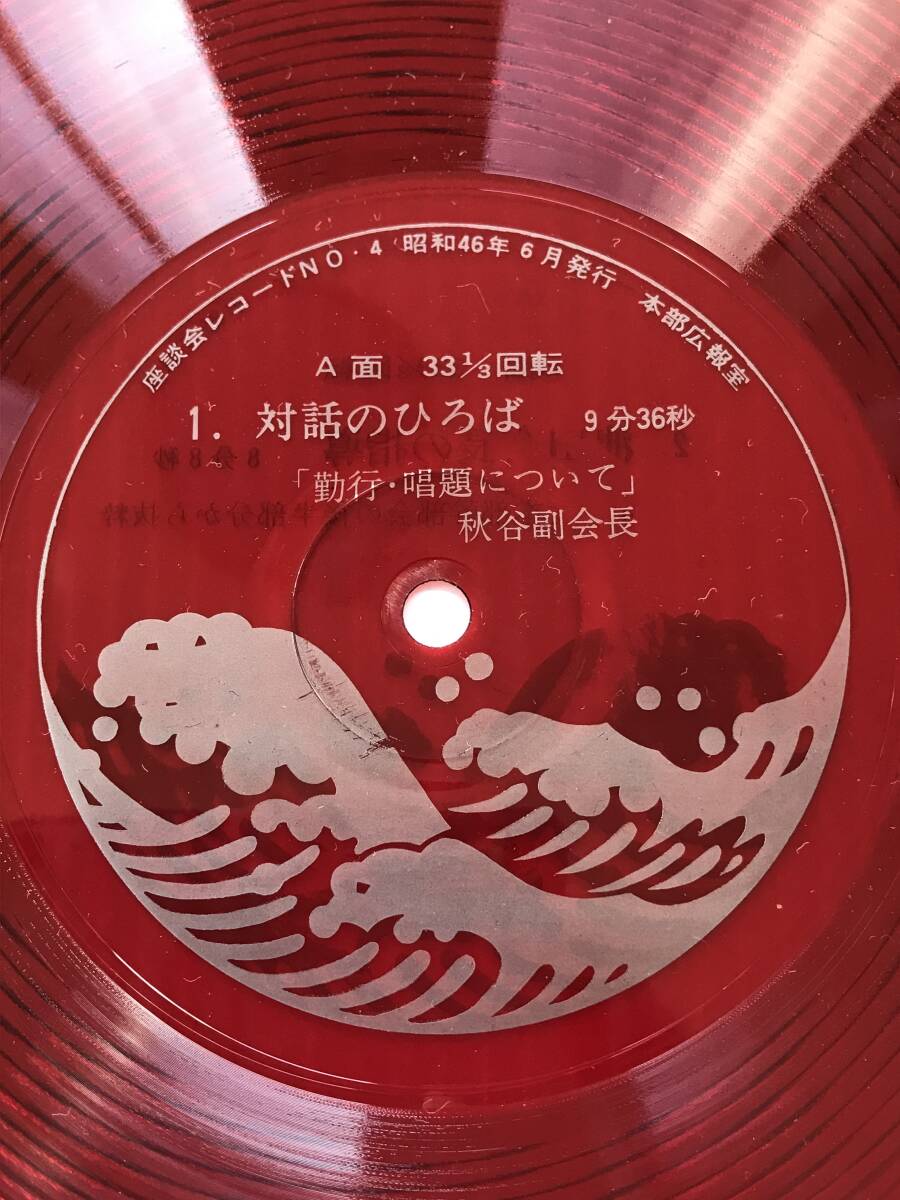 座談会レコードNO・4 昭和46年6月発行 本部広報室
A面 33 1/3回転
1. 対話のひろば 9分36秒
「勤行・唱題について」
秋谷副会長